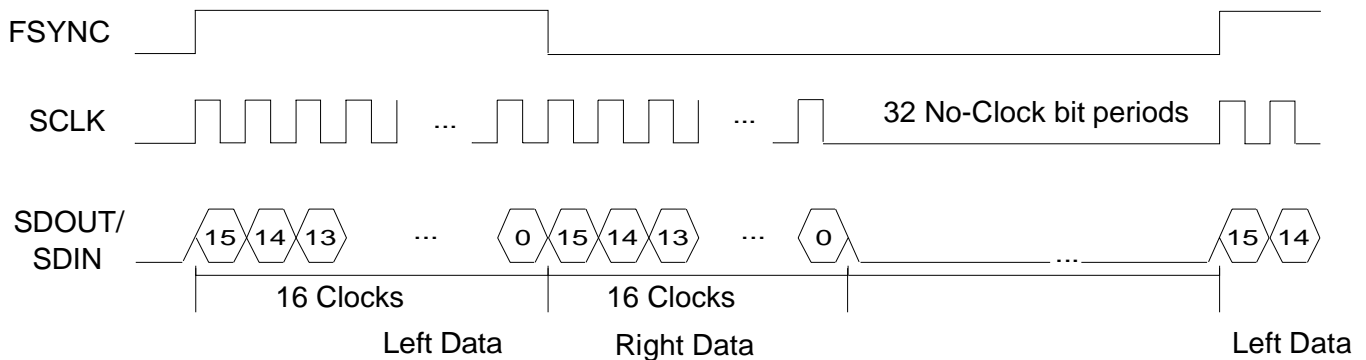 FSYNC
SCLK
...
...
32 No-Clock bit periods
SDOUT/
SDIN
15 14 13 ... 0 15 14 13 ... 0 ... 15 14
16 Clocks
16 Clocks
Left Data
Right Data
Left Data